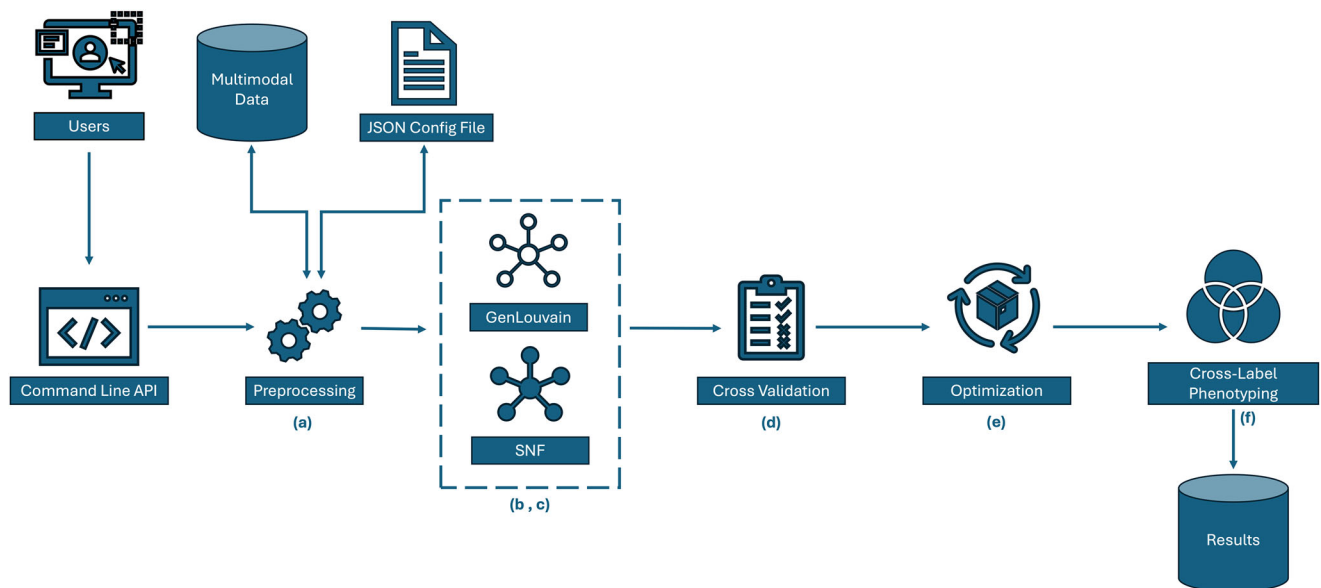 Users
Multimodal
Data
JSON Config File
Command Line API
Preprocessing
(a)
GenLouvain
SNF
(b , c)
Cross Validation
(d)
Optimization
(e)
Cross-Label
Phenotyping
(f)
Results